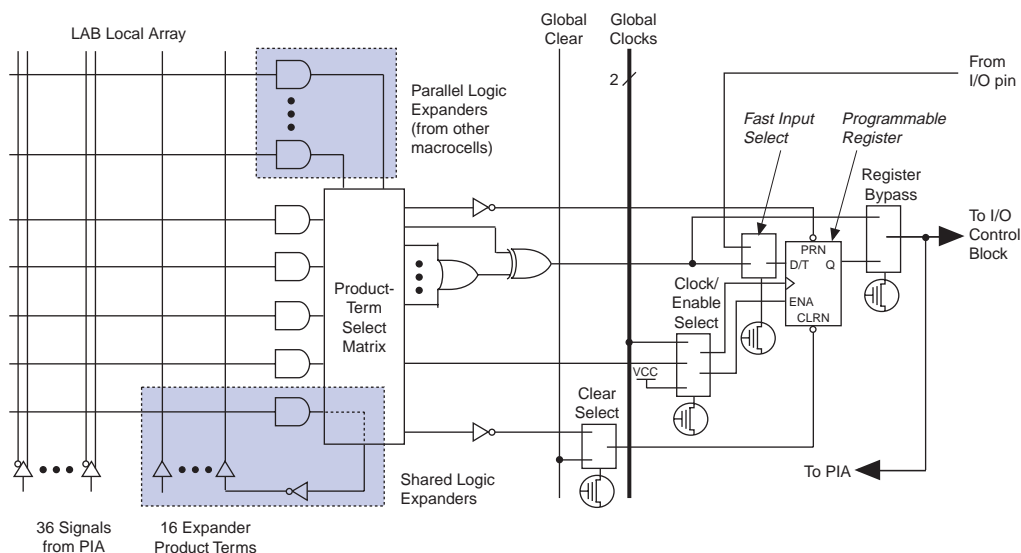 LAB Local Array
Global
Clear
Global
Clocks
2
Parallel Logic
Expanders
(from other
macrocells)
From
I/O pin
Fast Input
Select
Programmable
Register
Register
Bypass
To I/O
Control
Block
PRN
D/T
Q
ENA
CLRN
Clock/
Enable
Select
Product-
Term
Select
Matrix
VCC
Clear
Select
To PIA
Shared Logic
Expanders
36 Signals
from PIA
16 Expander
Product Terms